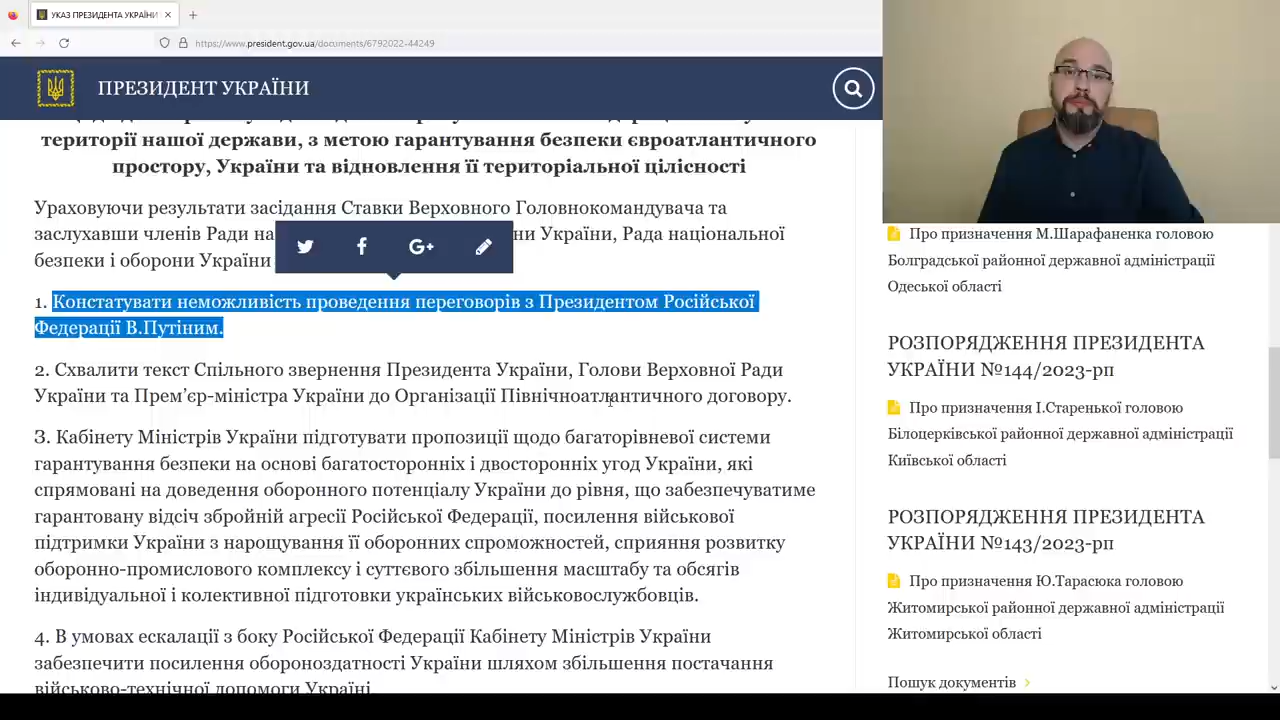 УКАЗ ПРЕЗИДЕНТА УКРАЇНИ
https://www.president.gov.ua/documents/6792022-44249
ПРЕЗИДЕНТ УКРАЇНИ
території нашої держави, з метою гарантування безпеки євроатлантичного
простору, України та відновлення її територіальної цілісності
Ураховуючи результати засідання Ставки Верховного Головнокомандувача та
заслухавши членів Ради на ни України, Рада національної
безпеки і оборони України
1. Констатувати неможливість проведення переговорів з Президентом Російської
Федерації В.Путіним.
2. Схвалити текст Спільного звернення Президента України, Голови Верховної Ради
України та Прем’єр-міністра України до Організації Північноатлантичного договору.
3. Кабінету Міністрів України підготувати пропозиції щодо багаторівневої системи
гарантування безпеки на основі багатосторонніх і двосторонніх угод України, які
спрямовані на доведення оборонного потенціалу України до рівня, що забезпечуватиме
гарантовану відсіч збройній агресії Російської Федерації, посилення військової
підтримки України з нарощування її оборонних спроможностей, сприяння розвитку
оборонно-промислового комплексу і суттєвого збільшення масштабу та обсягів
індивідуальної і колективної підготовки українських військовослужбовців.
4. В умовах ескалації з боку Російської Федерації Кабінету Міністрів України
забезпечити посилення обороноздатності України шляхом збільшення постачання
військово-технічної допомоги Україні
Про призначення М.Шарафаненка головою
Болградської районної державної адміністрації
Одеської області
РОЗПОРЯДЖЕННЯ ПРЕЗИДЕНТА
УКРАЇНИ №144/2023-рп
Про призначення І.Старенької головою
Білоцерківської районної державної адміністрації
Київської області
РОЗПОРЯДЖЕННЯ ПРЕЗИДЕНТА
УКРАЇНИ №143/2023-рп
Про призначення Ю.Тарасюка головою
Житомирської районної державної адміністрації
Житомирської області
Пошук документів